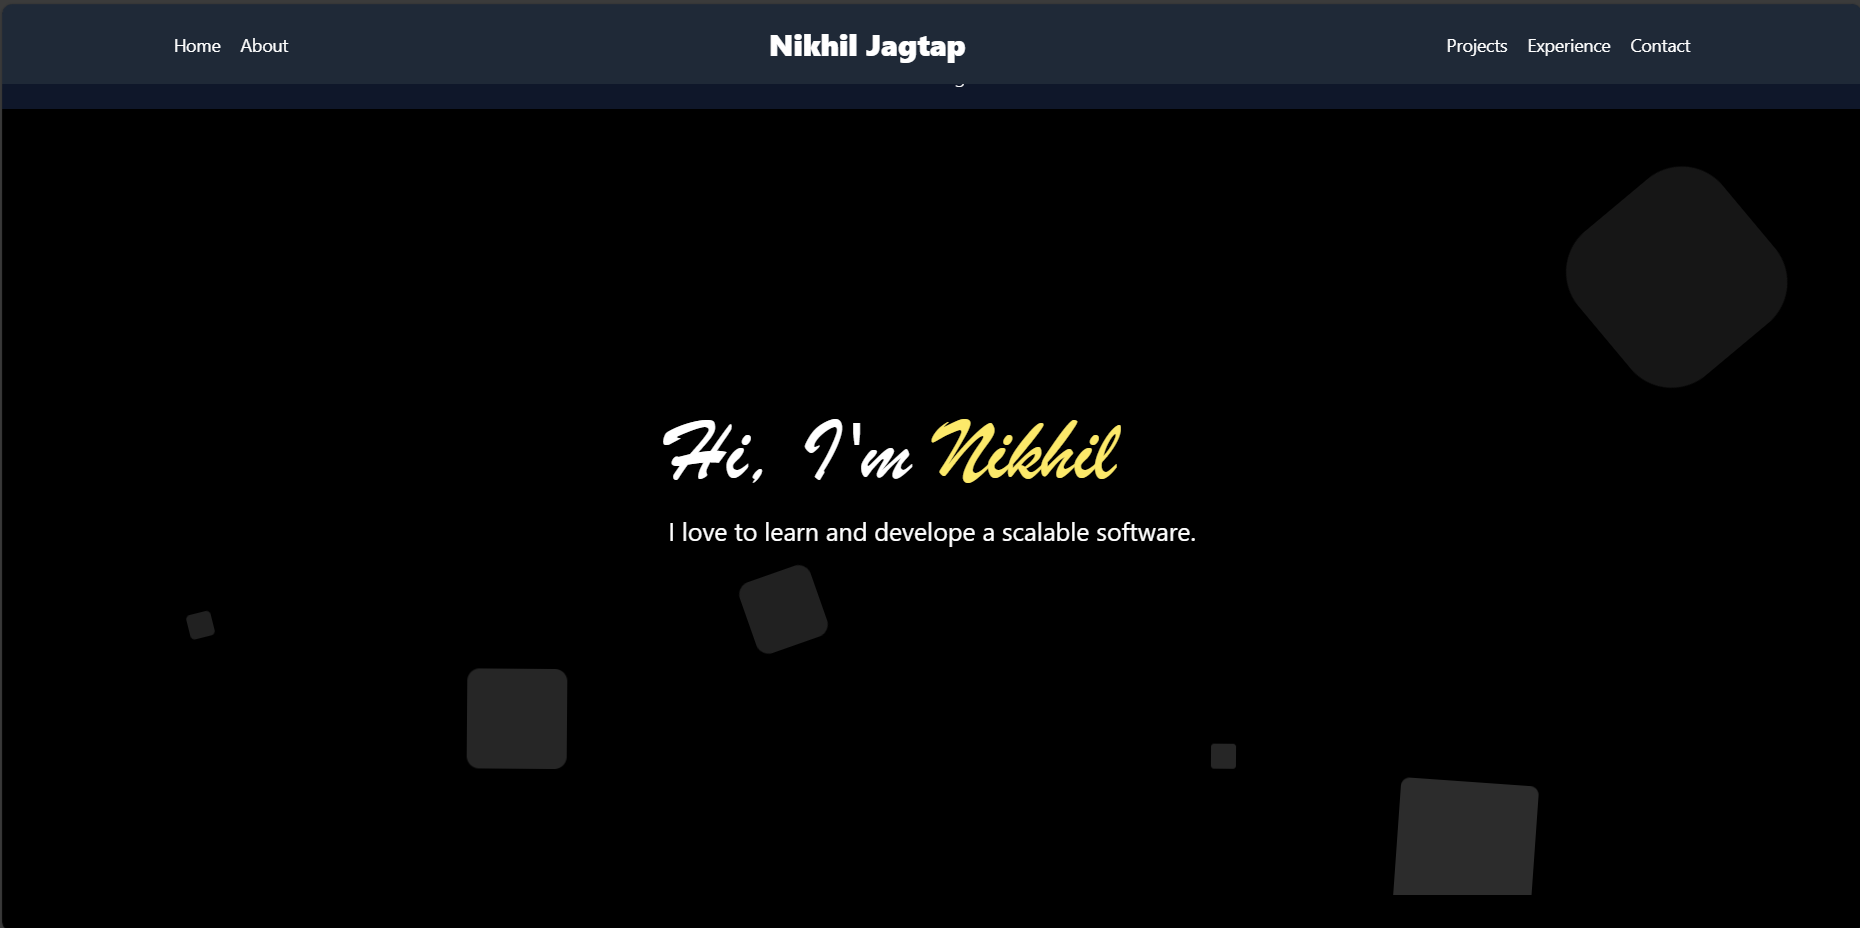 Home About Nikhil Jagtap Projects Experience Contact
Hi, I'm Nikhil
I love to learn and develope a scalable software.